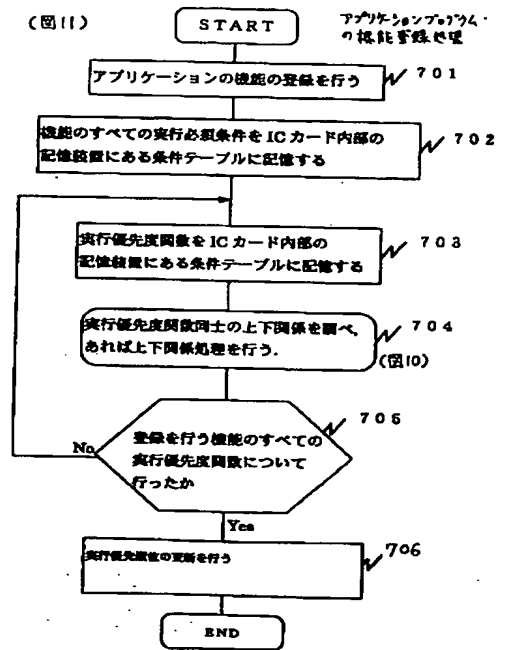 (図11)
START
アプリケーションプログラム・
の機能登録処理
アプリケーションの機能の登録を行う
701
機能のすべての実行必須条件をICカード内部の
記憶装置にある条件テーブルに記憶する
702
実行優先度関数をICカード内部の
記憶装置にある条件テーブルに記憶する
703
実行優先度関数同士の上下関係を調べ,
あれば上下関係処理を行う.
704
(図10)
705
登録を行う機能のすべての
実行優先度関数について
行ったか
No
Yes
実行優先度値の更新を行う
706
END